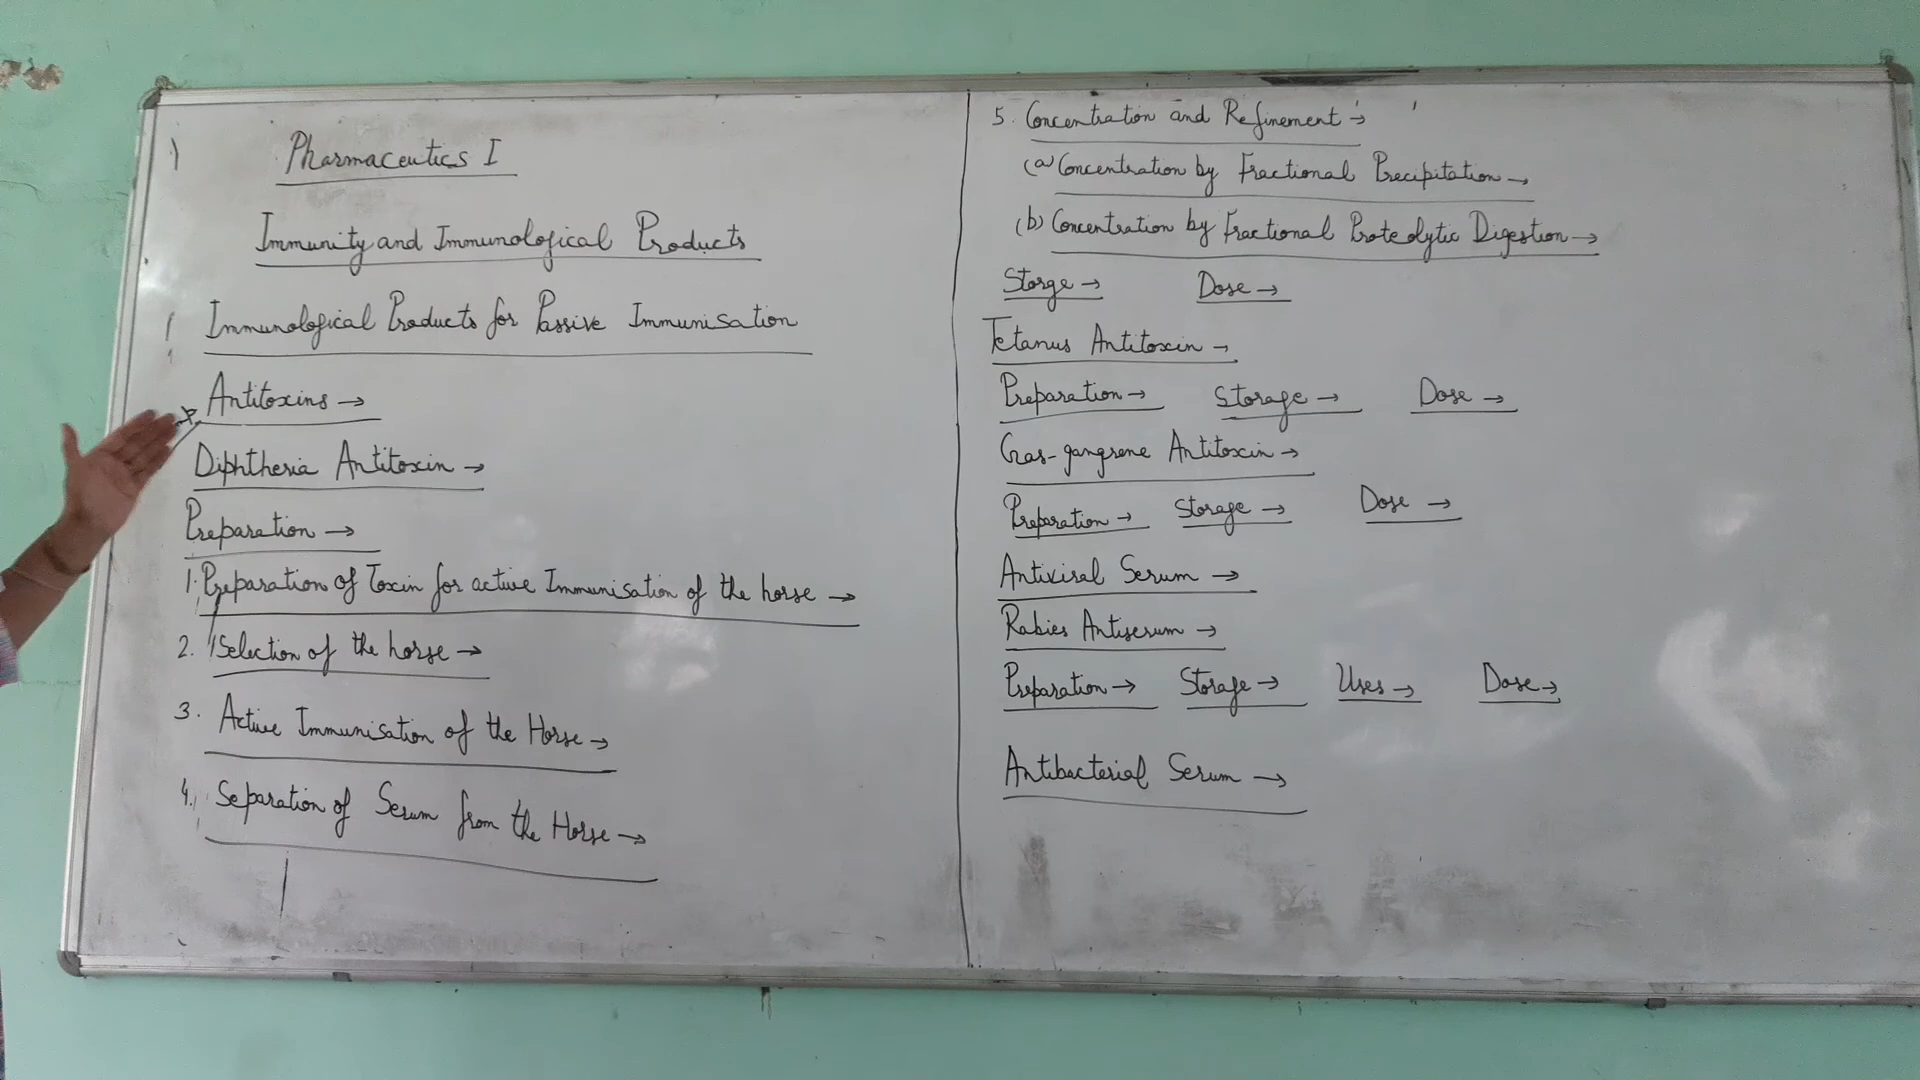 Pharmaceutics I
Immunity and Immunological Products
Immunological Products for Passive Immunisation
Antitoxins →
Diphtheria Antitoxin →
Preparation →
1. Preparation of Toxin for active Immunisation of the horse →
2. Selection of the horse →
3. Active Immunisation of the Horse →
4. Separation of Serum from the Horse →
5. Concentration and Refinement →
(a) Concentration by Fractional Precipitation →
(b) Concentration by Fractional Proteolytic Digestion →
Storge → Dose →
Tetanus Antitoxin →
Preparation → Storage → Dose →
Gas-gangrene Antitoxin →
Preparation → Storage → Dose →
Antiviral Serum →
Rabies Antiserum →
Preparation → Storage → Uses → Dose →
Antibacterial Serum →